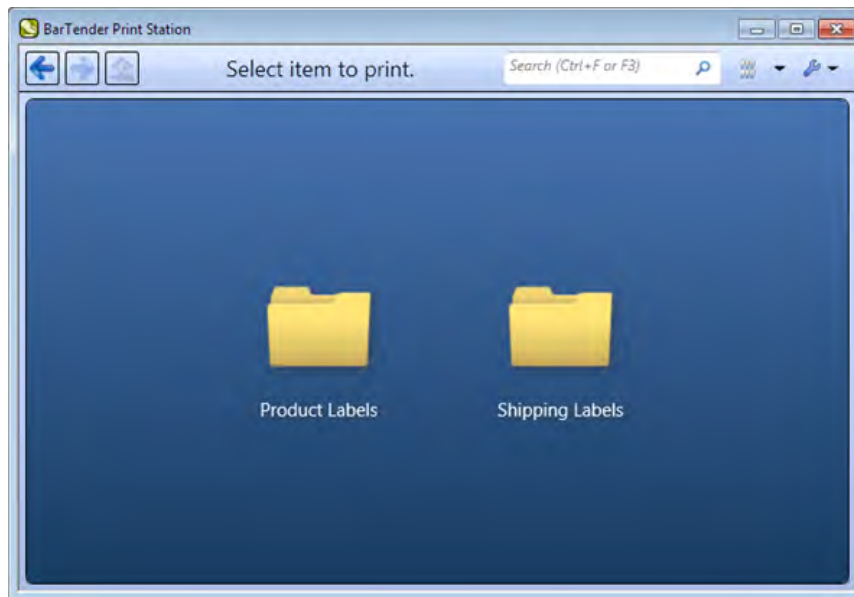 BarTender Print Station
Select item to print.
Search (Ctrl+F or F3)
Product Labels
Shipping Labels